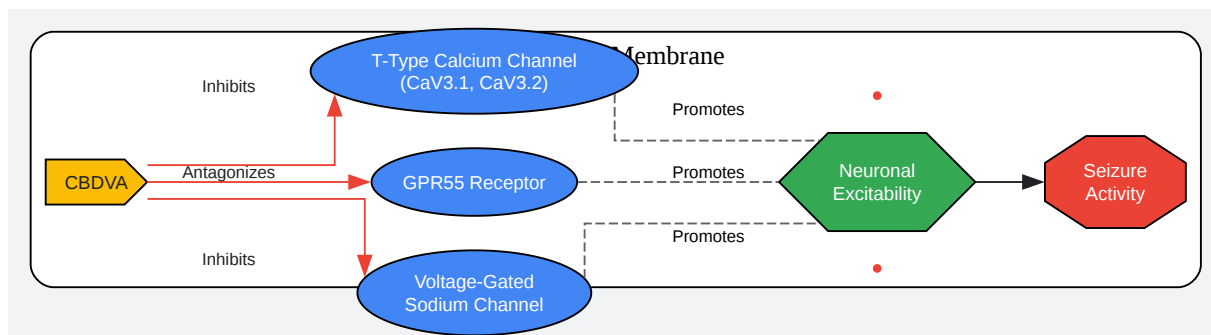 Membrane
T-Type Calcium Channel
(CaV3.1, CaV3.2)
Inhibits
Promotes
CBDVA
Antagonizes
GPR55 Receptor
Promotes
Neuronal
Excitability
Seizure
Activity
Promotes
Inhibits
Voltage-Gated
Sodium Channel